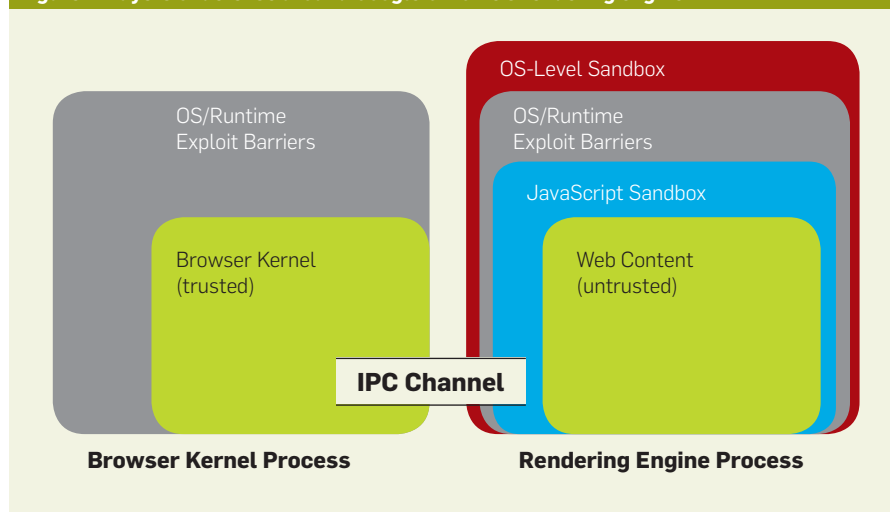 OS-Level Sandbox
OS/Runtime
Exploit Barriers
OS/Runtime
Exploit Barriers
JavaScript Sandbox
Browser Kernel
(trusted)
Web Content
(untrusted)
IPC Channel
Browser Kernel Process
Rendering Engine Process